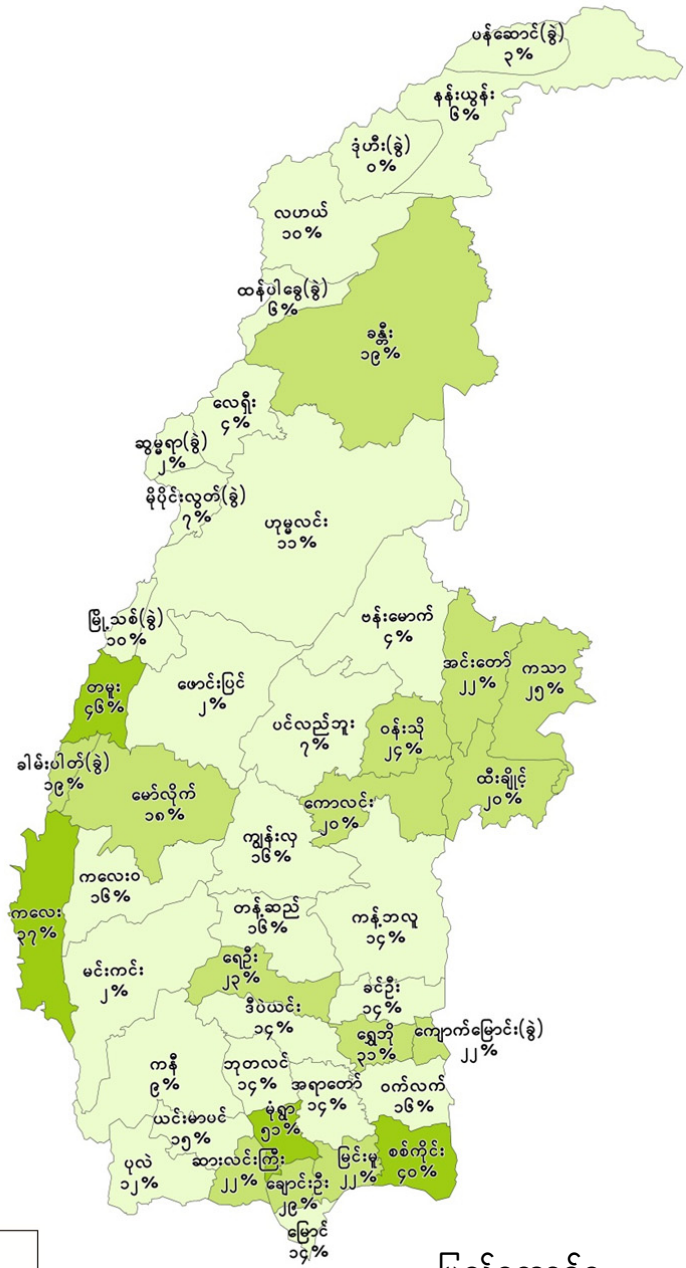 ပန်ဆောင်(ခွဲ)
၃%
နန်းယွန်း
၆%
ဒုံဟီး(ခွဲ)
၀%
လဟယ်
၁၀%
ထန်ပါခွေ(ခွဲ)
၆%
ခန္တီး
၁၉%
လေရှီး
၄%
ဆွမ္မရာ(ခွဲ)
၂%
မိုပိုင်းလွတ်(ခွဲ)
၇%
ဟုမ္မလင်း
၁၁%
မြို့သစ်(ခွဲ)
၁၀%
ဗန်းမောက်
၄%
အင်းတော်
၂၂%
ကသာ
၂၅%
တမူး
၄၆%
ဖောင်းပြင်
၂%
ပင်လည်ဘူး
၇%
ဝန်းသို
၂၄%
ခါမ်းပါတ်(ခွဲ)
၁၉%
မော်လိုက်
၁၈%
ထီးချိုင့်
၂၀%
ကောလင်း
၂၀%
ကျွန်းလှ
၁၆%
ကလေးဝ
၁၆%
ကလေး
၃၇%
တန့်ဆည်
၁၆%
ကန့်ဘလူ
၁၄%
မင်းကင်း
၂%
ရေဦး
၂၃%
ခင်ဦး
၁၄%
ဒီပဲယင်း
၁၄%
ရွှေဘို
၃၁%
ကျောက်မြောင်း(ခွဲ)
၂၂%
ကနီ
၉%
ဘုတလင်
၁၄%
အရာတော်
၁၄%
ဝက်လက်
၁၆%
ယင်းမာပင်
၁၅%
မုံရွာ
၅၁%
ပုလဲ
၁၂%
ဆားလင်းကြီး
၂၂%
ချောင်းဦး
၂၉%
မြင်းမူ
၂၂%
စစ်ကိုင်း
၄၀%
မြောင်
၁၄%